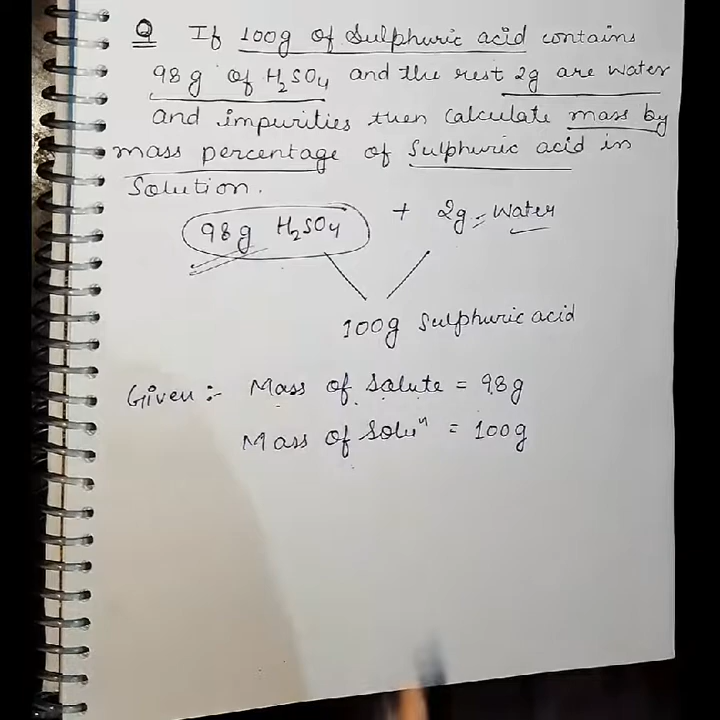 Q If 100g of Sulphuric acid contains
98 g of H₂SO₄ and the rest 2g are water
and impurities then calculate mass by
mass percentage of Sulphuric acid in
Solution.
98g H₂SO₄ + 2g = Water
100g Sulphuric acid
Given :- Mass of Solute = 98g
Mass of Soluⁿ = 100g